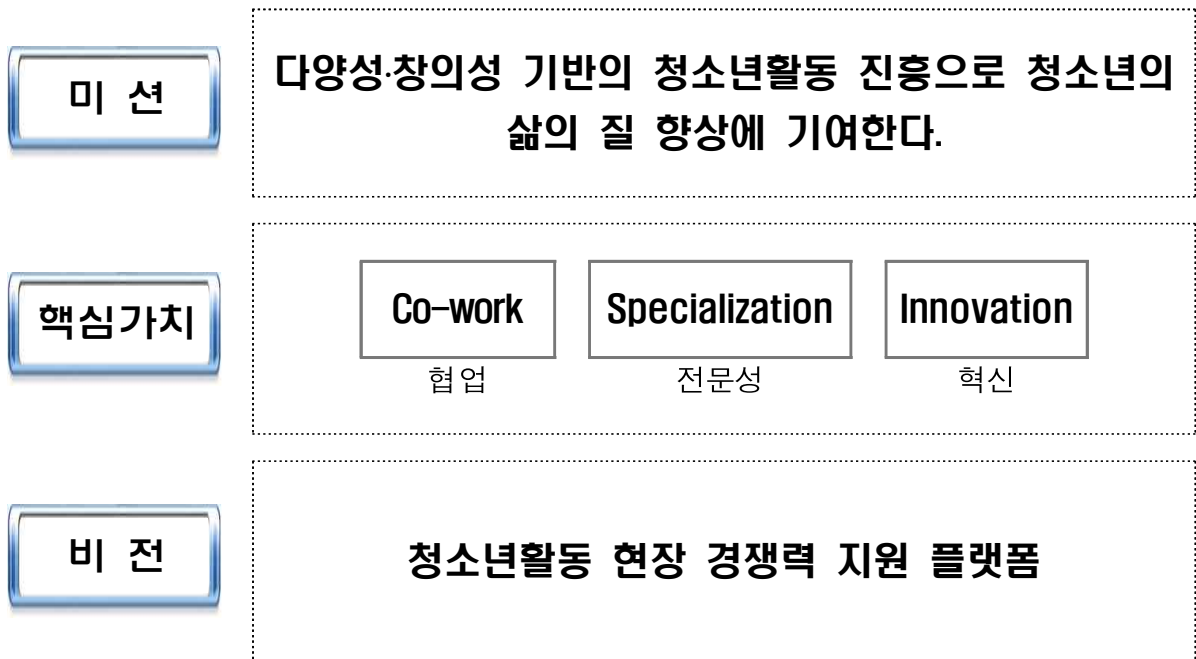 미 션
다양성·창의성 기반의 청소년활동 진흥으로 청소년의
삶의 질 향상에 기여한다.
핵심가치
Co-work
Specialization
Innovation
협업
전문성
혁신
비 전
청소년활동 현장 경쟁력 지원 플랫폼